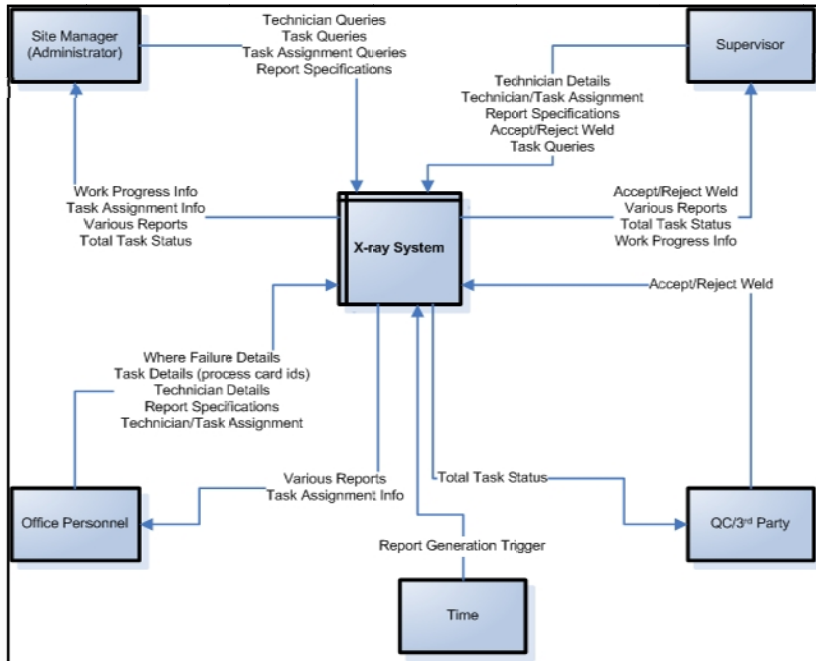 Site Manager
(Administrator)
Technician Queries
Task Queries
Task Assignment Queries
Report Specifications
Supervisor
Technician Details
Technician/Task Assignment
Report Specifications
Accept/Reject Weld
Task Queries
Work Progress Info
Task Assignment Info
Various Reports
Total Task Status
X-ray System
Accept/Reject Weld
Various Reports
Total Task Status
Work Progress Info
Accept/Reject Weld
Where Failure Details
Task Details (process card ids)
Technician Details
Report Specifications
Technician/Task Assignment
Various Reports
Task Assignment Info
Total Task Status
Office Personnel
QC/3rd Party
Report Generation Trigger
Time